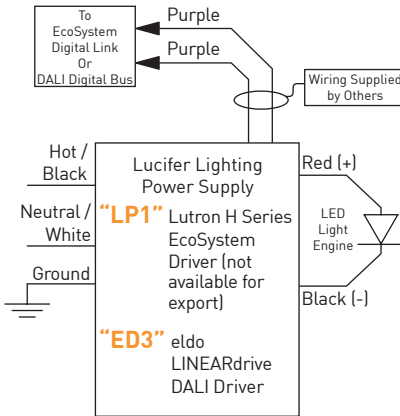 To
EcoSystem
Digital Link
Or
DALI Digital Bus
Purple
Purple
Wiring Supplied
by Others
Hot /
Black
Neutral /
White
Ground
Lucifer Lighting
Power Supply
“LP1” Lutron H Series
EcoSystem
Driver (not
available for
export)
“ED3” eldo
LINEARdrive
DALI Driver
Red (+)
LED
Light
Engine
Black (-)